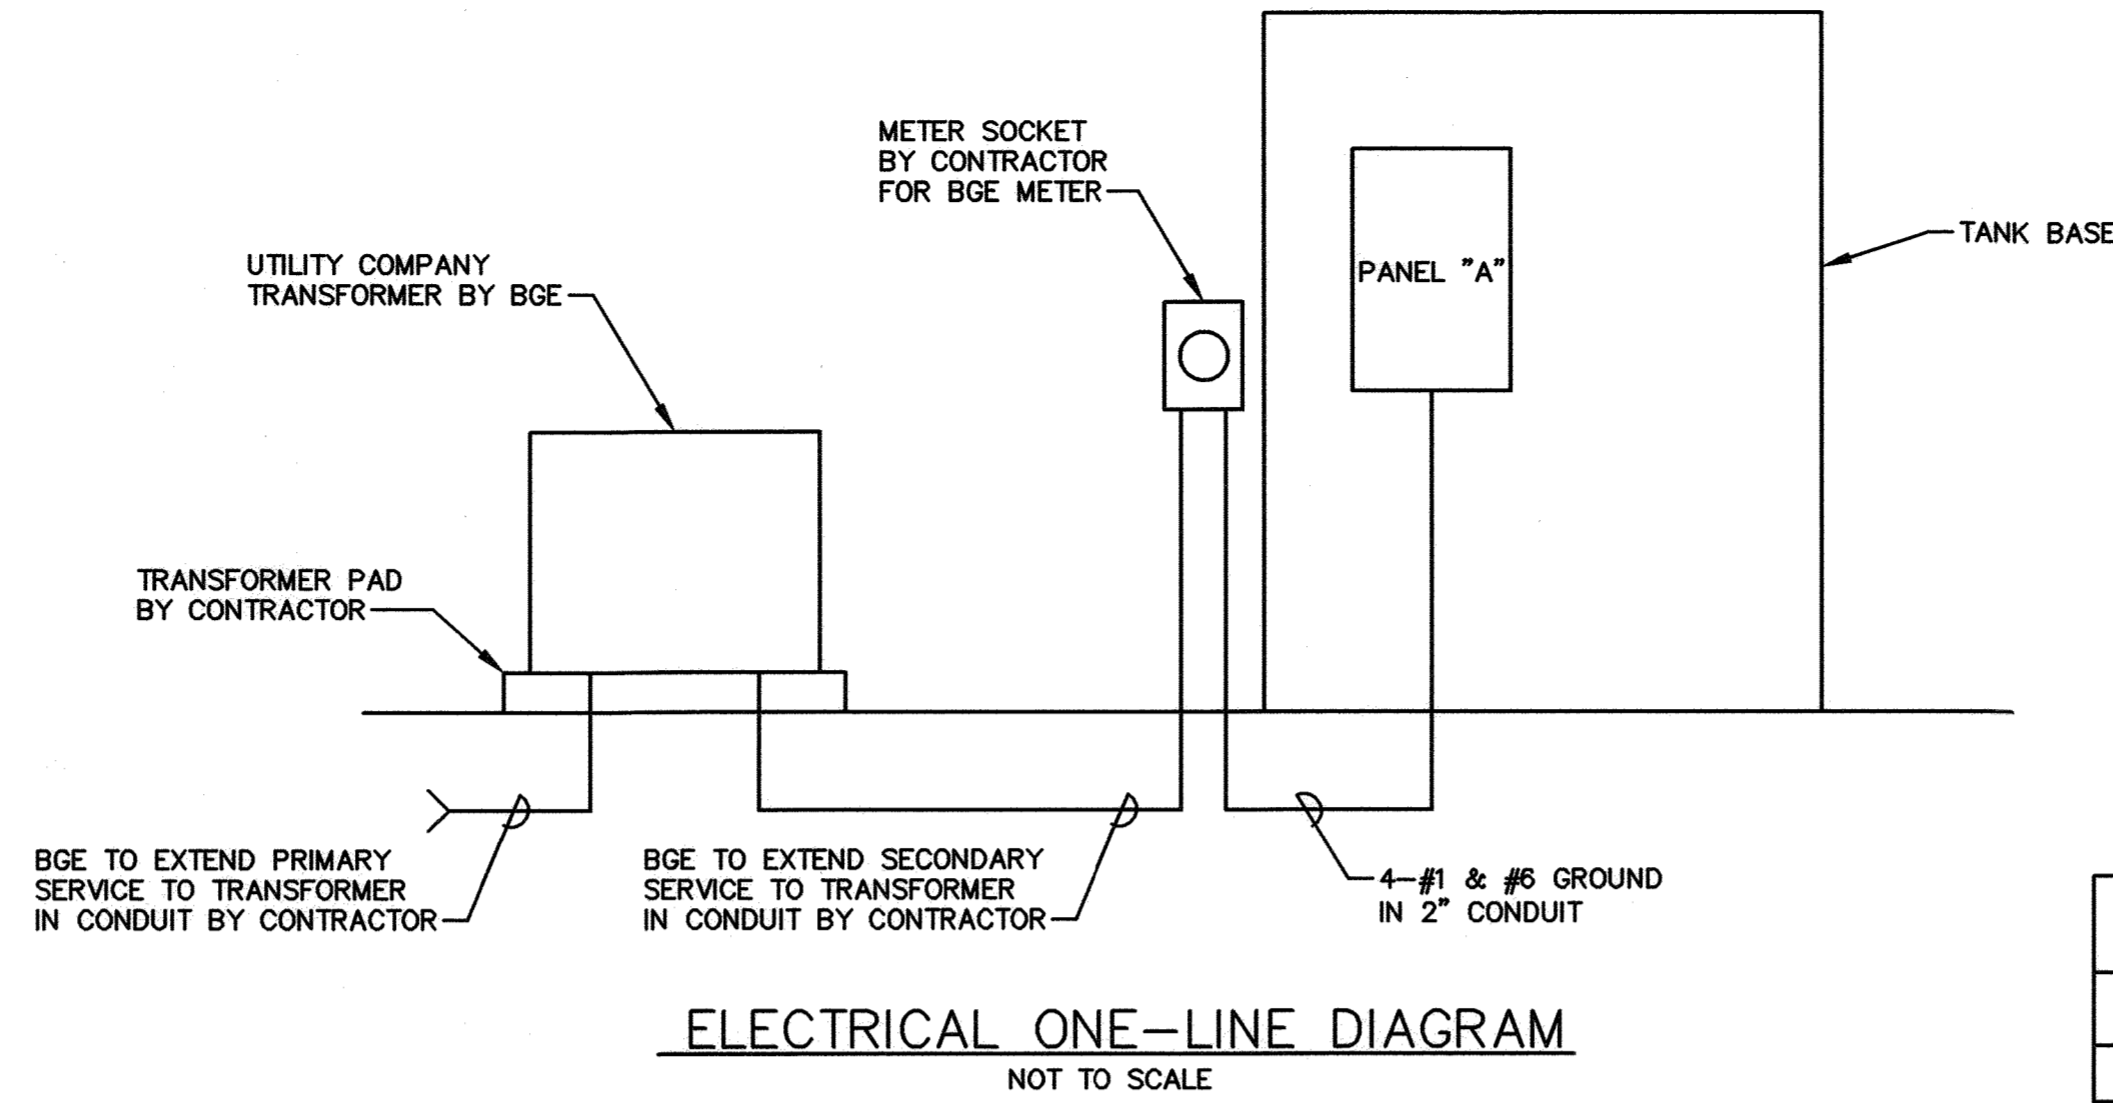 METER SOCKET
BY CONTRACTOR
FOR BGE METER
TANK BASE
PANEL "A"
UTILITY COMPANY
TRANSFORMER BY BGE
TRANSFORMER PAD
BY CONTRACTOR
BGE TO EXTEND PRIMARY
SERVICE TO TRANSFORMER
IN CONDUIT BY CONTRACTOR
BGE TO EXTEND SECONDARY
SERVICE TO TRANSFORMER
IN CONDUIT BY CONTRACTOR
4-#1 & #6 GROUND
IN 2" CONDUIT
ELECTRICAL ONE-LINE DIAGRAM
NOT TO SCALE